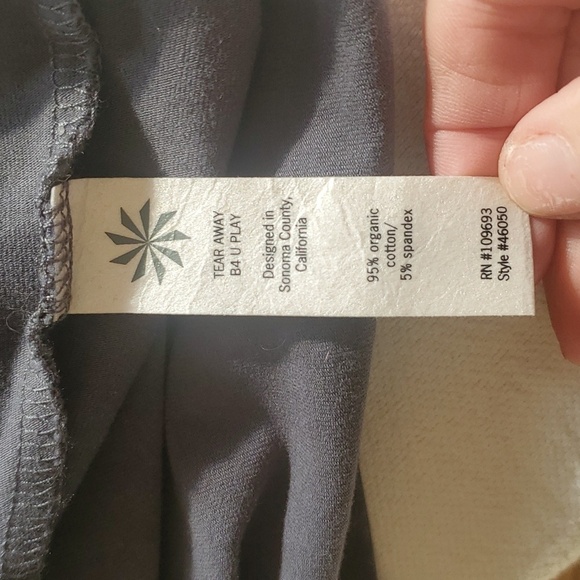 TEAR AWAY
B4 U PLAY
Designed in
Sonoma County,
California
95% organic
cotton/
5% spandex
RN #109693
Style #46050